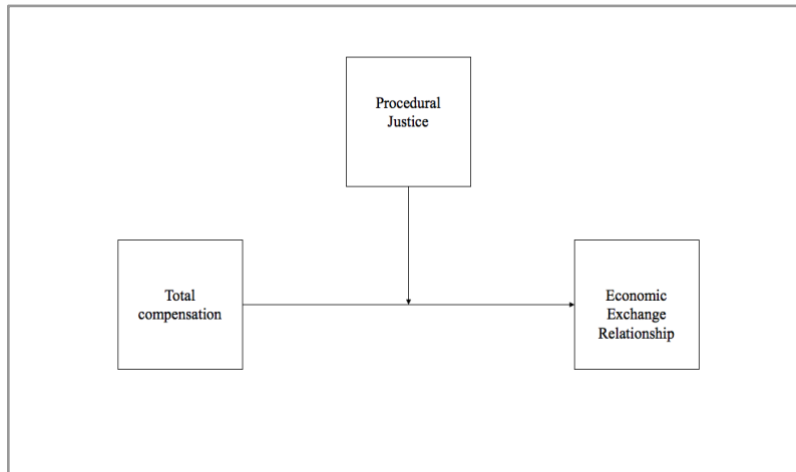 Procedural
Justice
Total
compensation
Economic
Exchange
Relationship